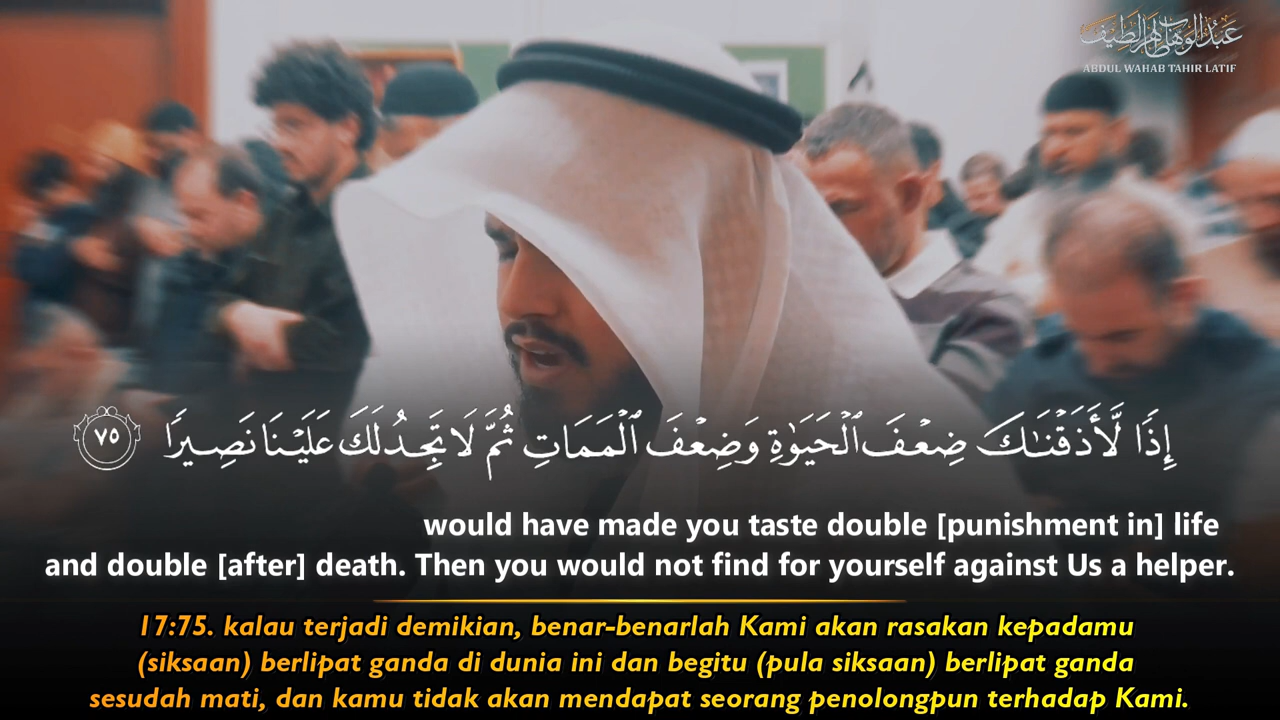 عبدالوهاب طاهر لطيف
ABDUL WAHAB TAHIR LATIF
إِذًا لَّأَذَقْنَٰكَ ضِعْفَ ٱلْحَيَوٰةِ وَضِعْفَ ٱلْمَمَاتِ ثُمَّ لَا تَجِدُ لَكَ عَلَيْنَا نَصِيرًا ٧٥
would have made you taste double [punishment in] life
and double [after] death. Then you would not find for yourself against Us a helper.
17:75. kalau terjadi demikian, benar-benarlah Kami akan rasakan kepadamu
(siksaan) berlipat ganda di dunia ini dan begitu (pula siksaan) berlipat ganda
sesudah mati, dan kamu tidak akan mendapat seorang penolongpun terhadap Kami.